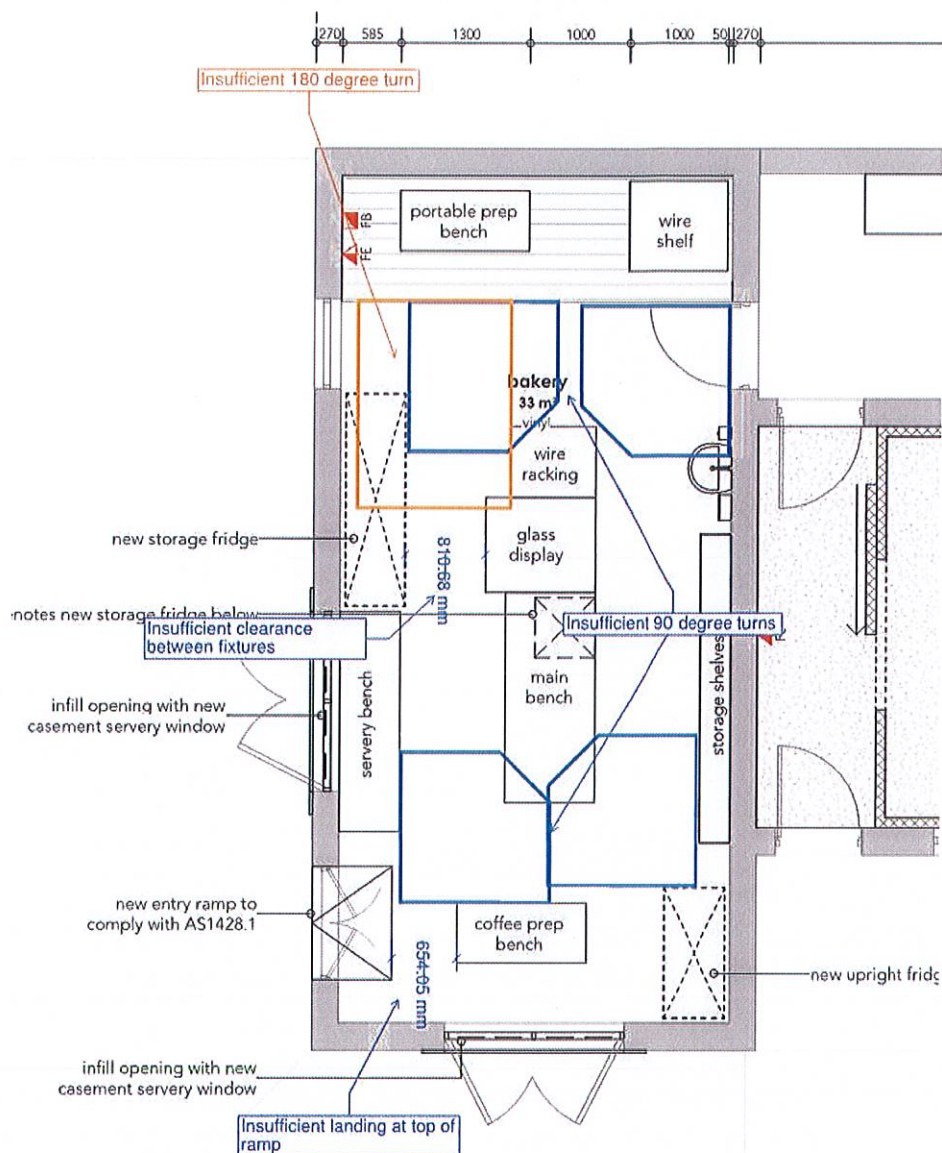 270 585 1300 1000 1000 50 270
Insufficient 180 degree turn
portable prep
bench
wire
shelf
FB
FE
bakery
33 m²
vinyl
wire
racking
new storage fridge
glass
display
810.68 mm
enotes new storage fridge below
Insufficient clearance
between fixtures
Insufficient 90 degree turns
main
bench
storage shelves
servery bench
infill opening with new
casement servery window
new entry ramp to
comply with AS1428.1
coffee prep
bench
654.05 mm
new upright fridg
infill opening with new
casement servery window
Insufficient landing at top of
ramp